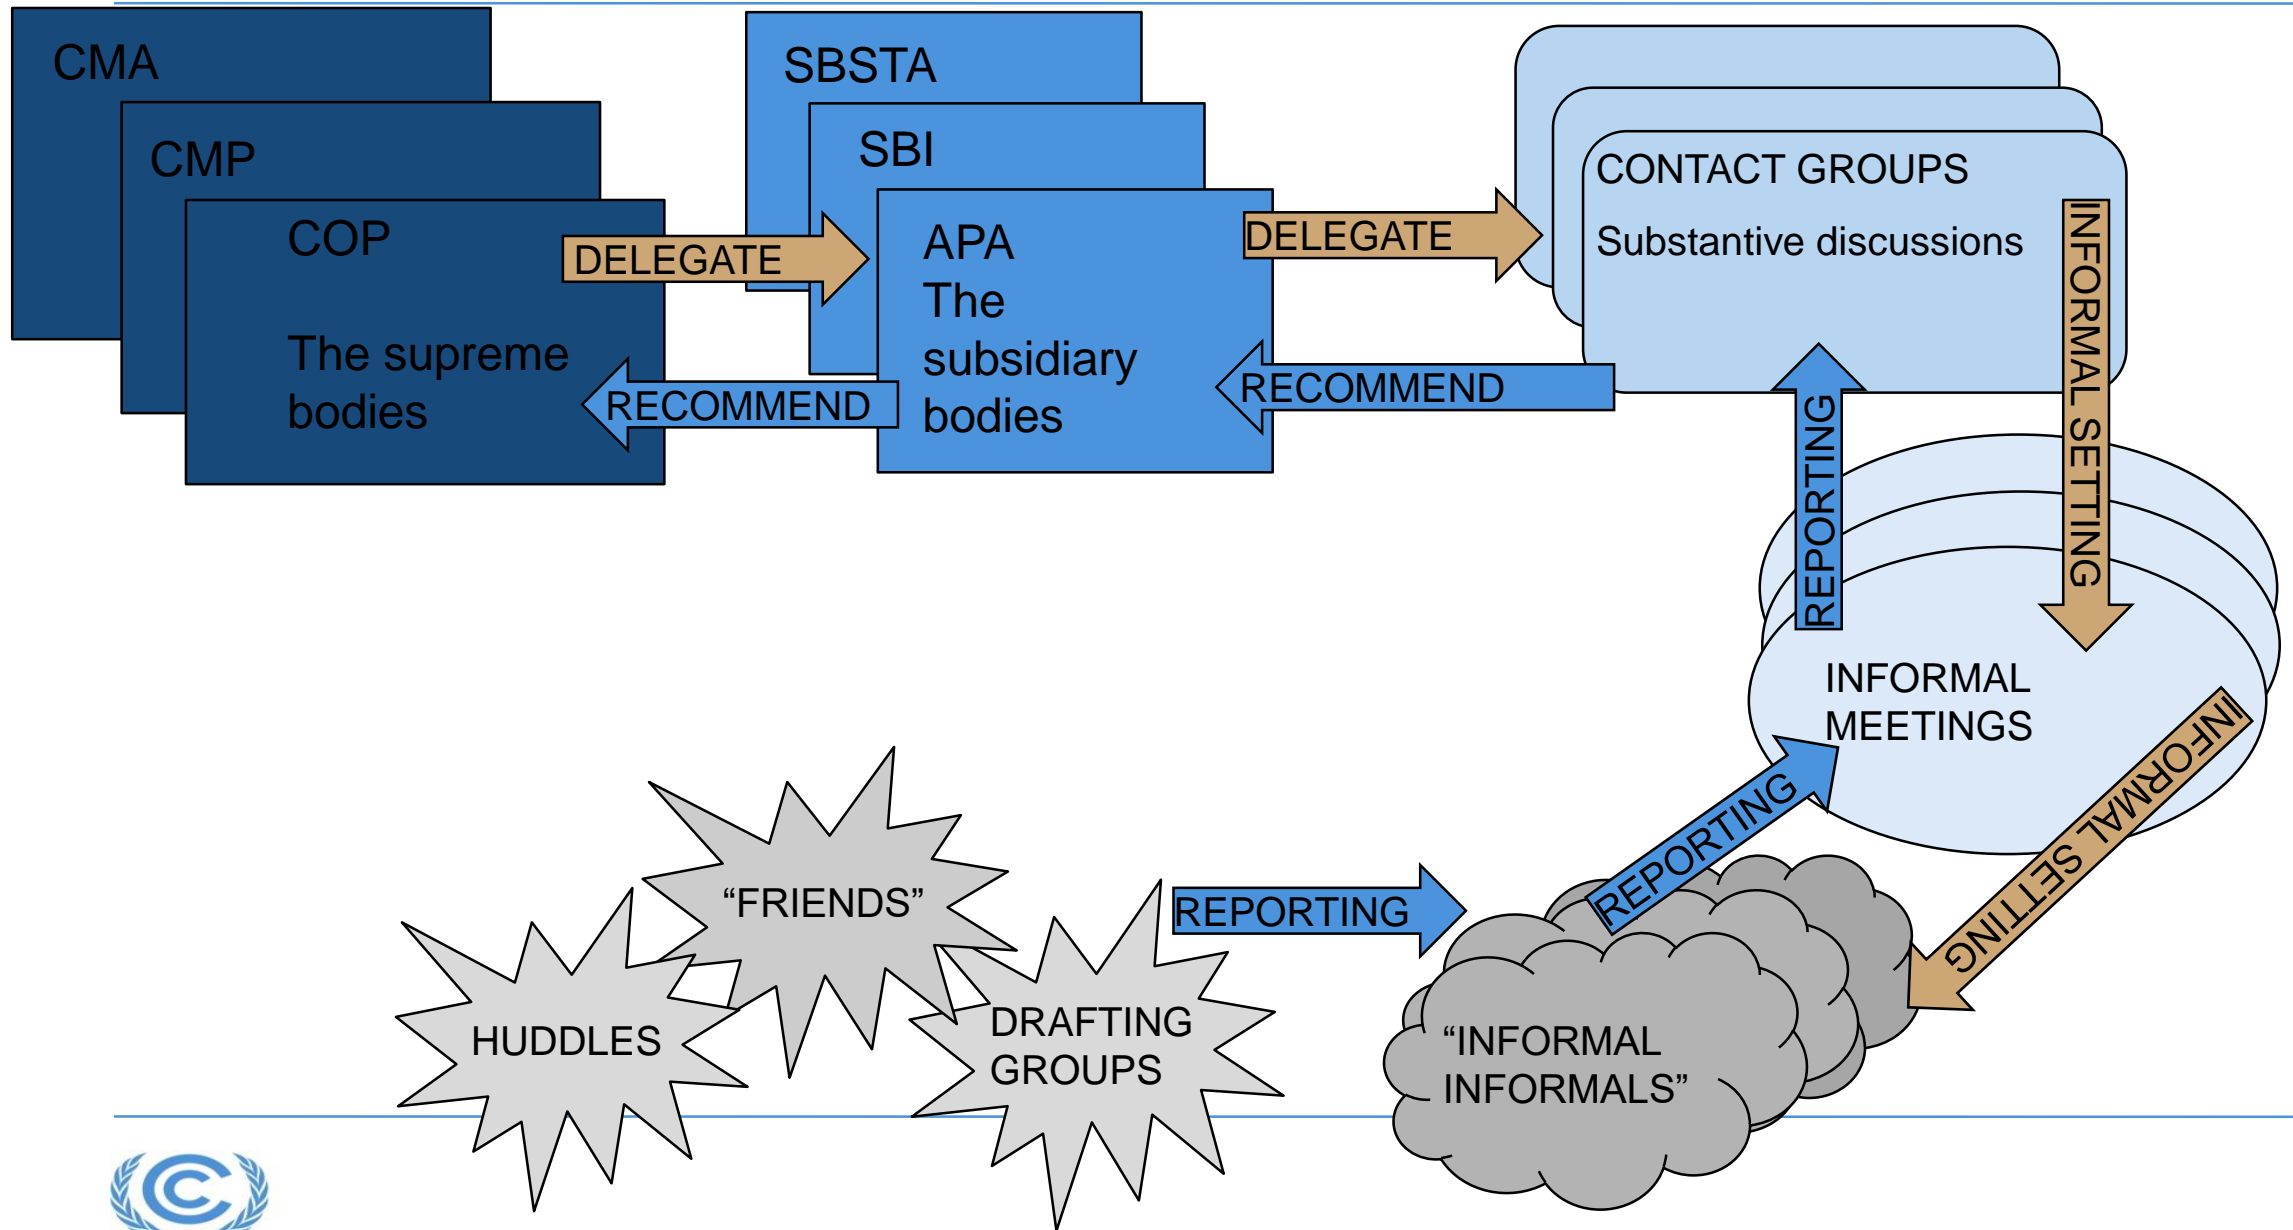 CMA
CMP
COP
The supreme
bodies
DELEGATE
RECOMMEND
SBSTA
SBI
APA
The
subsidiary
bodies
DELEGATE
RECOMMEND
CONTACT GROUPS
Substantive discussions
INFORMAL SETTING
REPORTING
INFORMAL
MEETINGS
INFORMAL SETTING
REPORTING
“FRIENDS”
HUDDLES
DRAFTING
GROUPS
REPORTING
“INFORMAL
INFORMALS”